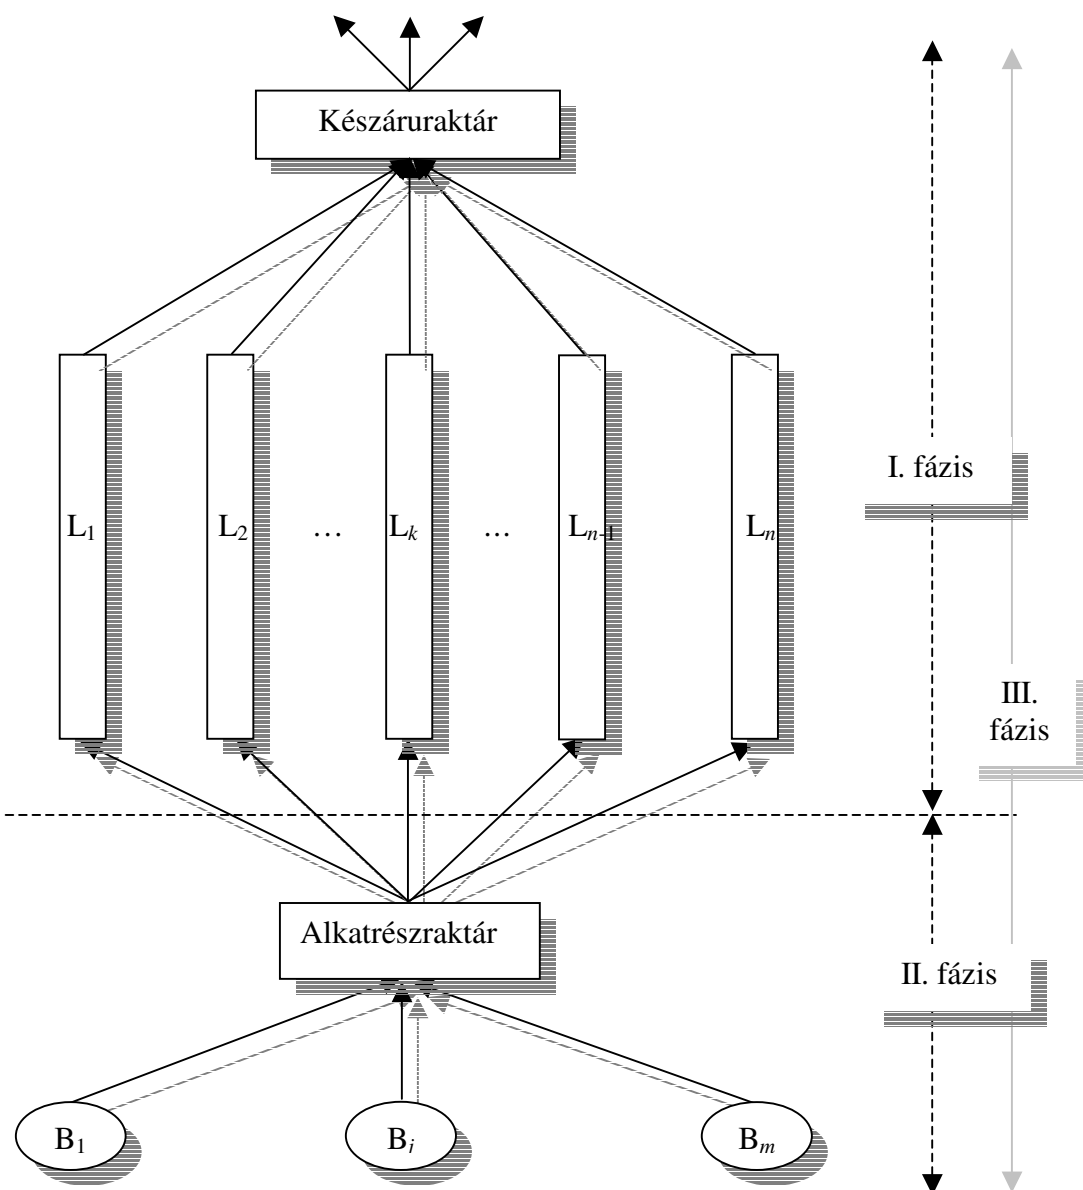 Készáruraktár
I. fázis
L1 L2 … Lk … Ln-1 Ln
III.
fázis
Alkatrészraktár
II. fázis
B1 Bi Bm